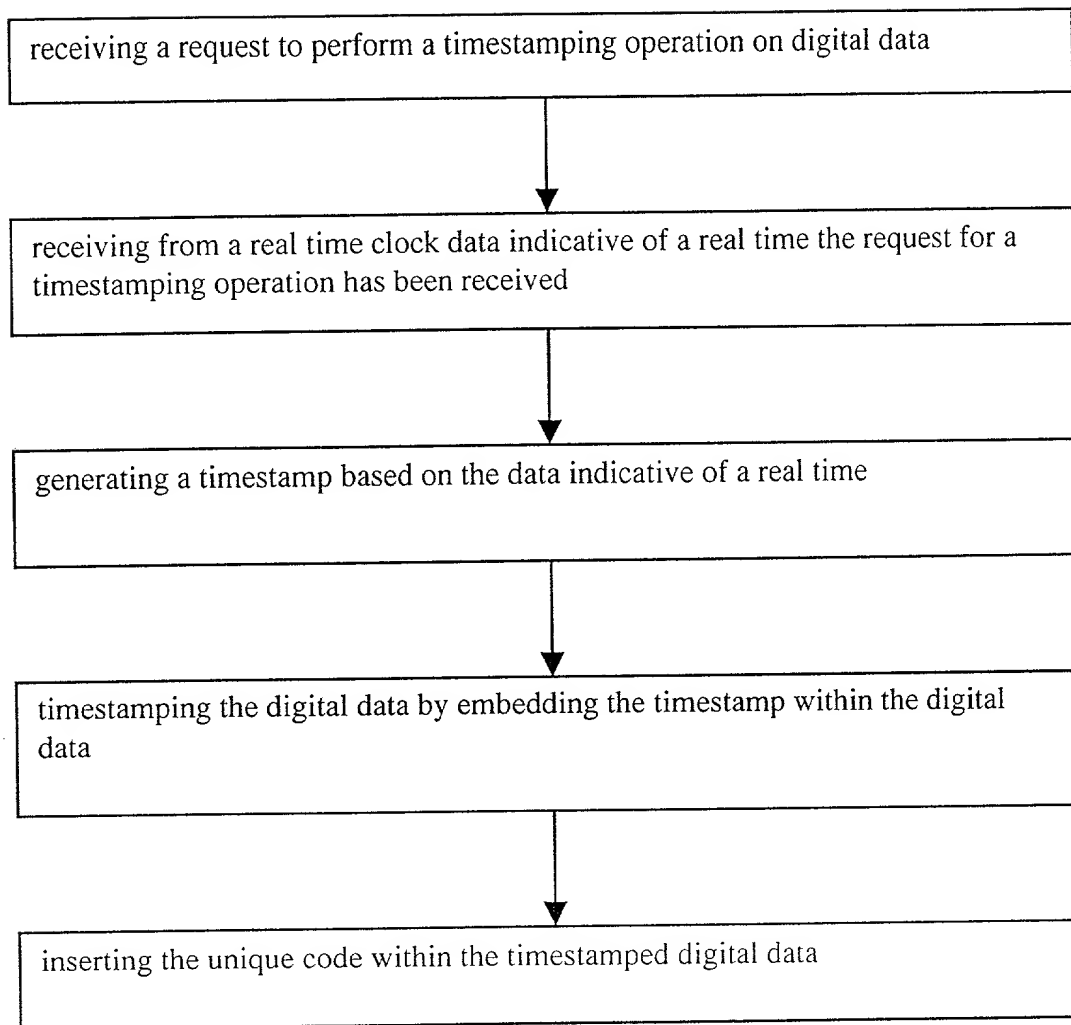 receiving a request to perform a timestamping operation on digital data
receiving from a real time clock data indicative of a real time the request for a
timestamping operation has been received
generating a timestamp based on the data indicative of a real time
timestamping the digital data by embedding the timestamp within the digital
data
inserting the unique code within the timestamped digital data